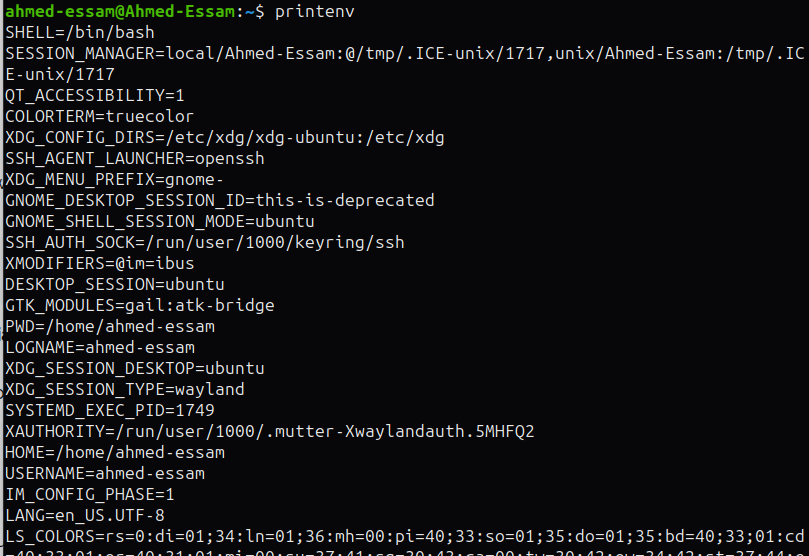 ahmed-essam@Ahmed-Essam:~$ printenv
SHELL=/bin/bash
SESSION_MANAGER=local/Ahmed-Essam:@/tmp/.ICE-unix/1717,unix/Ahmed-Essam:/tmp/.IC
E-unix/1717
QT_ACCESSIBILITY=1
COLORTERM=truecolor
XDG_CONFIG_DIRS=/etc/xdg/xdg-ubuntu:/etc/xdg
SSH_AGENT_LAUNCHER=openssh
XDG_MENU_PREFIX=gnome-
GNOME_DESKTOP_SESSION_ID=this-is-deprecated
GNOME_SHELL_SESSION_MODE=ubuntu
SSH_AUTH_SOCK=/run/user/1000/keyring/ssh
XMODIFIERS=@im=ibus
DESKTOP_SESSION=ubuntu
GTK_MODULES=gail:atk-bridge
PWD=/home/ahmed-essam
LOGNAME=ahmed-essam
XDG_SESSION_DESKTOP=ubuntu
XDG_SESSION_TYPE=wayland
SYSTEMD_EXEC_PID=1749
XAUTHORITY=/run/user/1000/.mutter-Xwaylandauth.5MHFQ2
HOME=/home/ahmed-essam
USERNAME=ahmed-essam
IM_CONFIG_PHASE=1
LANG=en_US.UTF-8
LS_COLORS=rs=0:di=01;34:ln=01;36:mh=00:pi=40;33:so=01;35:do=01;35:bd=40;33;01:cd